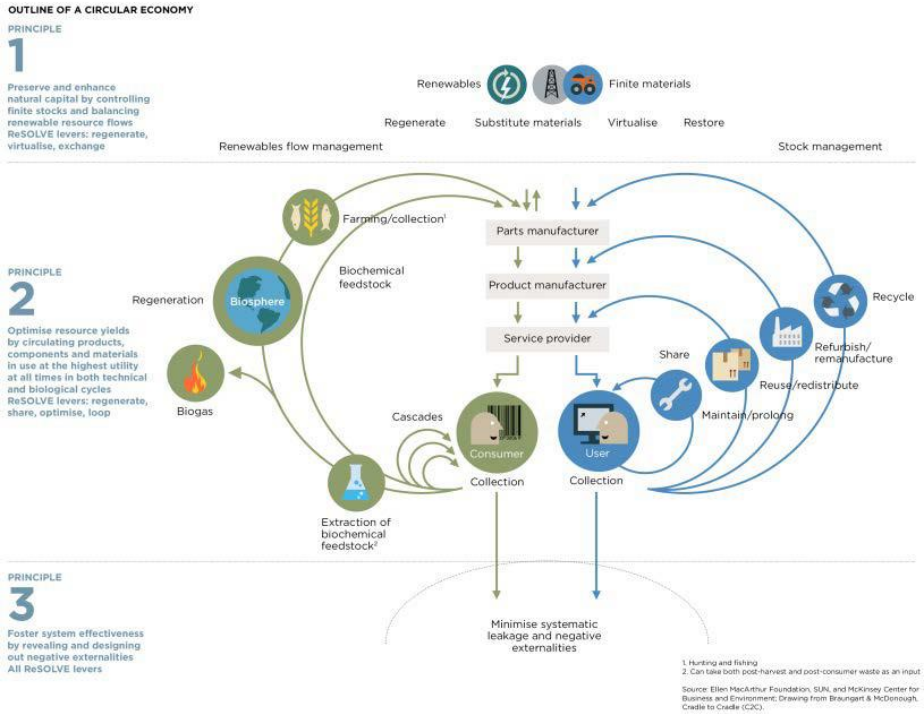 OUTLINE OF A CIRCULAR ECONOMY
PRINCIPLE
1
Preserve and enhance
natural capital by controlling
finite stocks and balancing
renewable resource flows
ReSOLVE levers: regenerate,
virtualise, exchange
Renewables
Finite materials
Regenerate
Substitute materials
Virtualise
Restore
Renewables flow management
Stock management
PRINCIPLE
2
Optimise resource yields
by circulating products,
components and materials
in use at the highest utility
at all times in both technical
and biological cycles
ReSOLVE levers: regenerate,
share, optimise, loop
Farming/collection¹
Biochemical
feedstock
Regeneration
Biosphere
Biogas
Cascades
Extraction of
biochemical
feedstock²
Parts manufacturer
Product manufacturer
Service provider
Consumer
Collection
User
Collection
Share
Maintain/prolong
Reuse/redistribute
Refurbish/
remanufacture
Recycle
PRINCIPLE
3
Foster system effectiveness
by revealing and designing
out negative externalities
All ReSOLVE levers
Minimise systematic
leakage and negative
externalities
1. Hunting and fishing
2. Can take both post-harvest and post-consumer waste as an input
Source: Ellen MacArthur Foundation, SUN, and McKinsey Center for
Business and Environment; Drawing from Braungart & McDonough,
Cradle to Cradle (C2C).